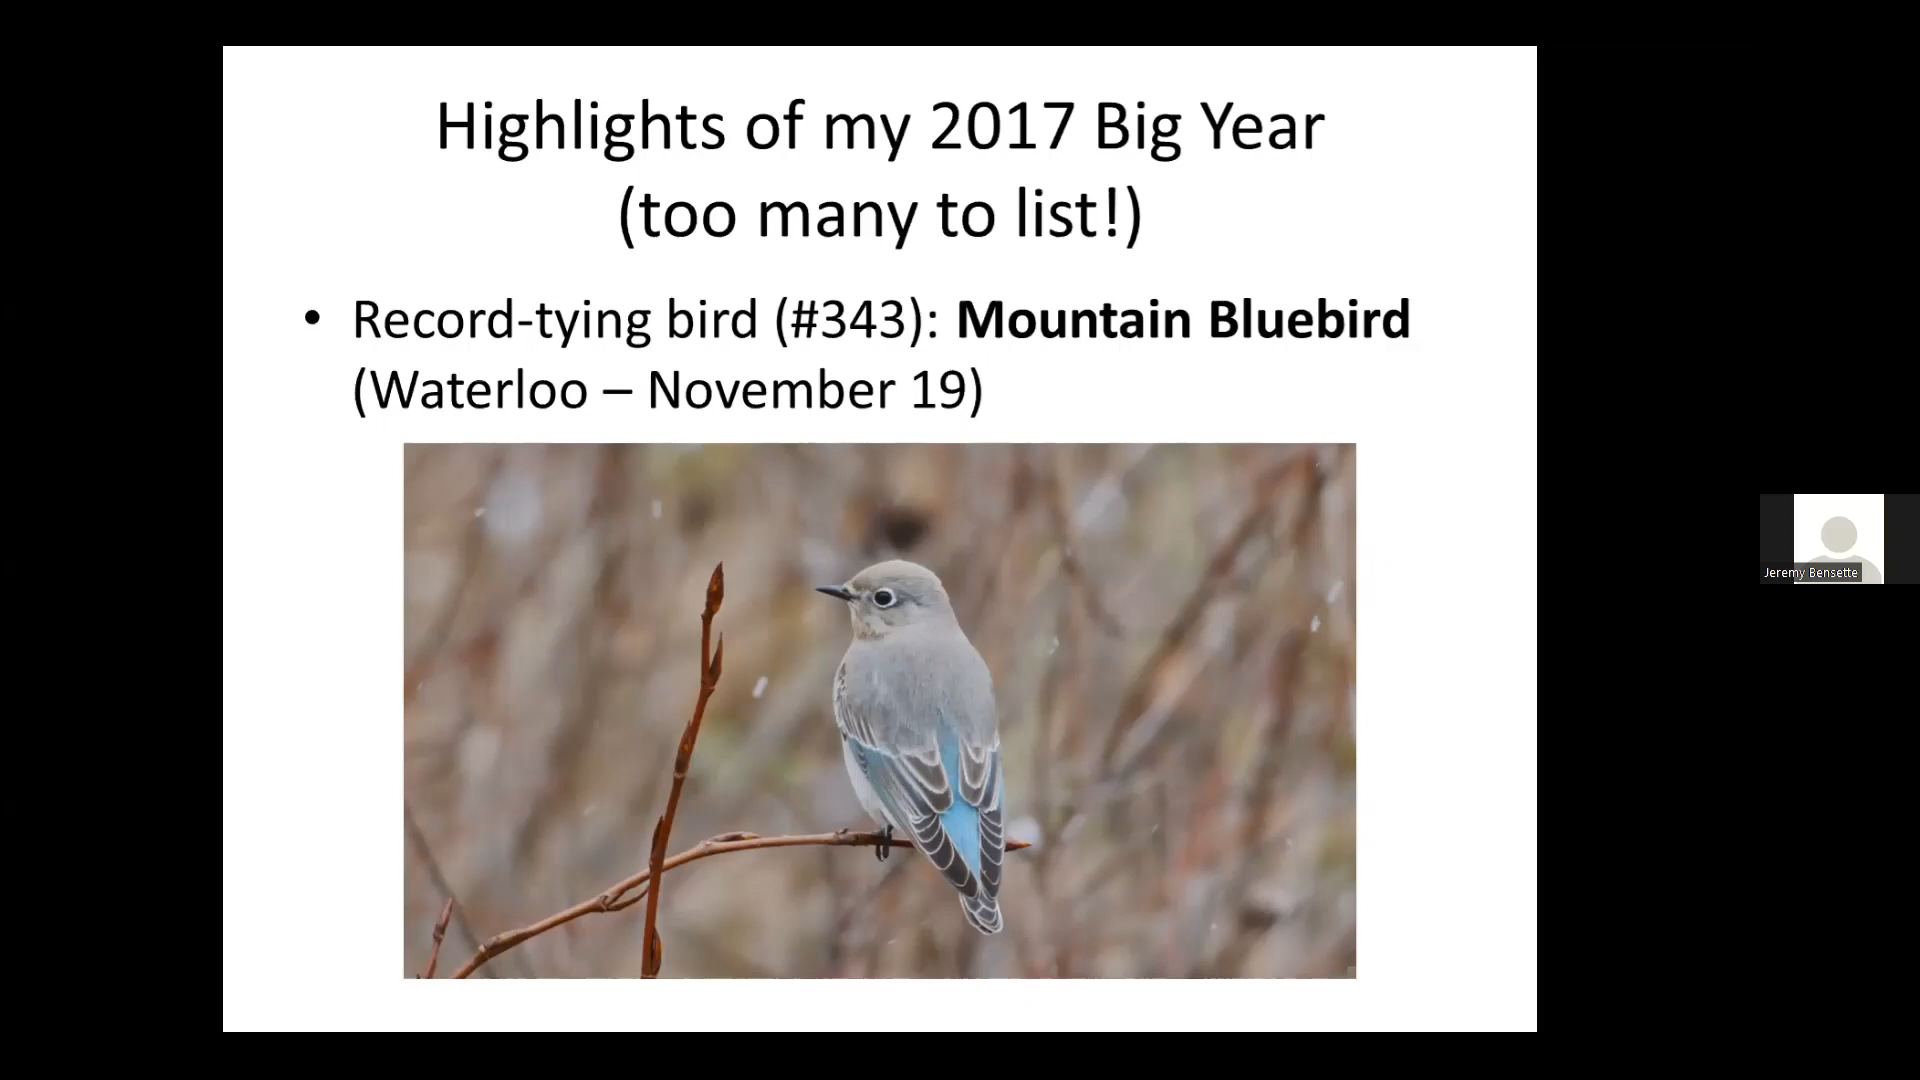 Highlights of my 2017 Big Year
(too many to list!)
• Record-tying bird (#343): Mountain Bluebird
(Waterloo – November 19)
Jeremy Bensette